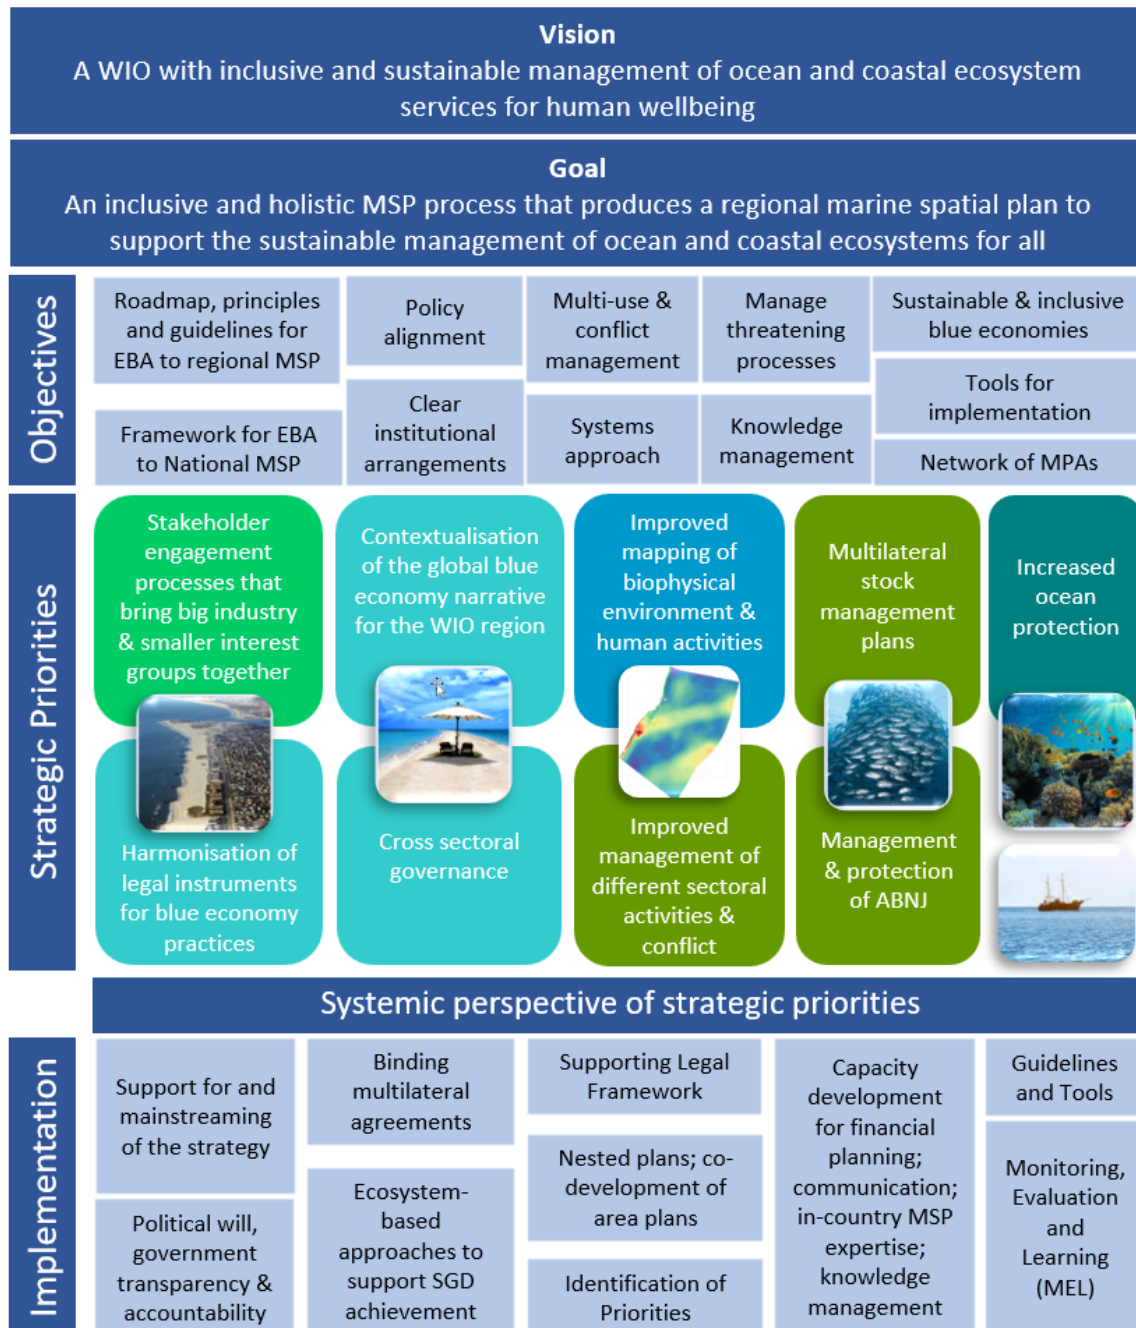 Vision
A WIO with inclusive and sustainable management of ocean and coastal ecosystem
services for human wellbeing
Goal
An inclusive and holistic MSP process that produces a regional marine spatial plan to
support the sustainable management of ocean and coastal ecosystems for all
Objectives
Roadmap, principles
and guidelines for
EBA to regional MSP
Framework for EBA
to National MSP
Policy
alignment
Clear
institutional
arrangements
Multi-use &
conflict
management
Systems
approach
Manage
threatening
processes
Knowledge
management
Sustainable & inclusive
blue economies
Tools for
implementation
Network of MPAs
Strategic Priorities
Stakeholder
engagement
processes that
bring big industry
& smaller interest
groups together
Harmonisation of
legal instruments
for blue economy
practices
Contextualisation
of the global blue
economy narrative
for the WIO region
Cross sectoral
governance
Improved
mapping of
biophysical
environment &
human activities
Improved
management of
different sectoral
activities &
conflict
Multilateral
stock
management
plans
Management
& protection
of ABNJ
Increased
ocean
protection
Systemic perspective of strategic priorities
Implementation
Support for and
mainstreaming
of the strategy
Political will,
government
transparency &
accountability
Binding
multilateral
agreements
Ecosystem-
based
approaches to
support SGD
achievement
Supporting Legal
Framework
Nested plans; co-
development of
area plans
Identification of
Priorities
Capacity
development
for financial
planning;
communication;
in-country MSP
expertise;
knowledge
management
Guidelines
and Tools
Monitoring,
Evaluation
and
Learning
(MEL)